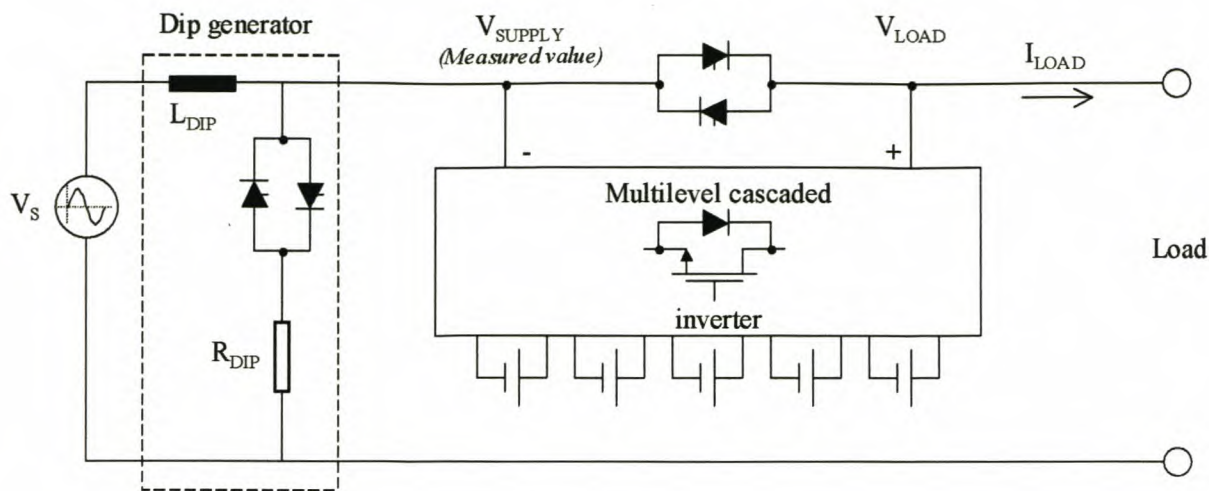 Dip generator
V_SUPPLY
(Measured value)
V_LOAD
I_LOAD
L_DIP
V_S
- +
Multilevel cascaded
Load
inverter
R_DIP